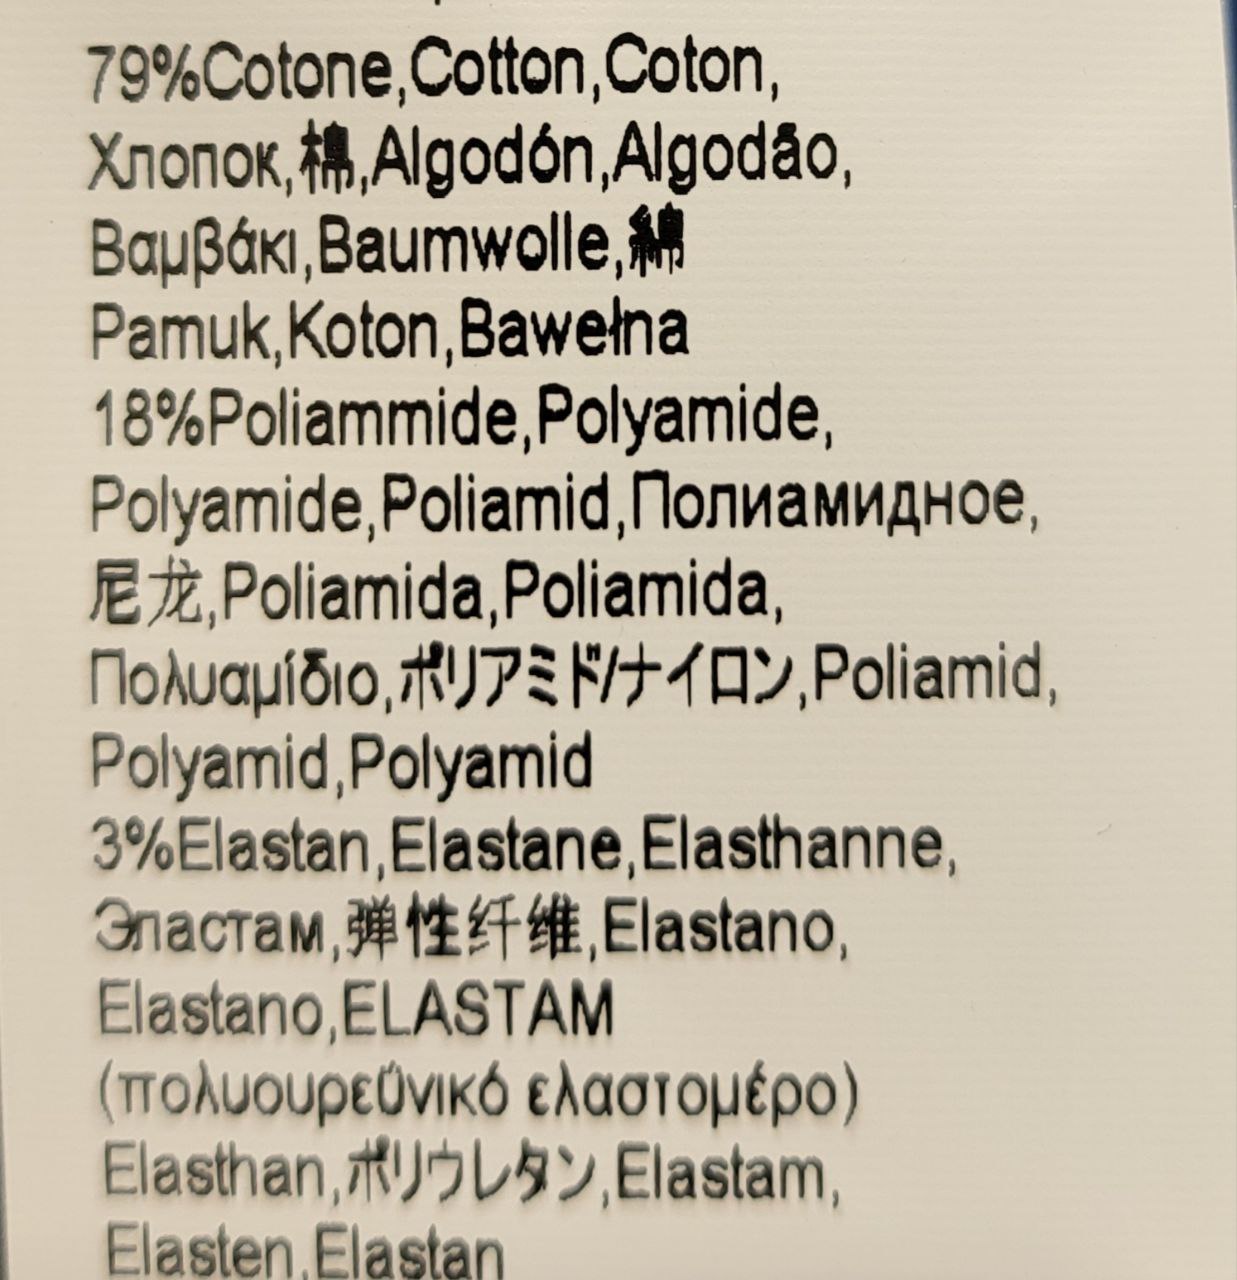 79%Cotone,Cotton,Coton,
Хлопок,棉,Algodón,Algodão,
Βαμβάκι,Baumwolle,綿
Pamuk,Koton,Bawełna
18%Poliammide,Polyamide,
Polyamide,Poliamid,Полиамидное,
尼龙,Poliamida,Poliamida,
Πολυαμίδιο,ポリアミド/ナイロン,Poliamid,
Polyamid,Polyamid
3%Elastan,Elastane,Elasthanne,
Эластам,弹性纤维,Elastano,
Elastano,ELASTAM
(πολυουρεΰνικό ελαστομέρο)
Elasthan,ポリウレタン,Elastam,
Elasten,Elastan